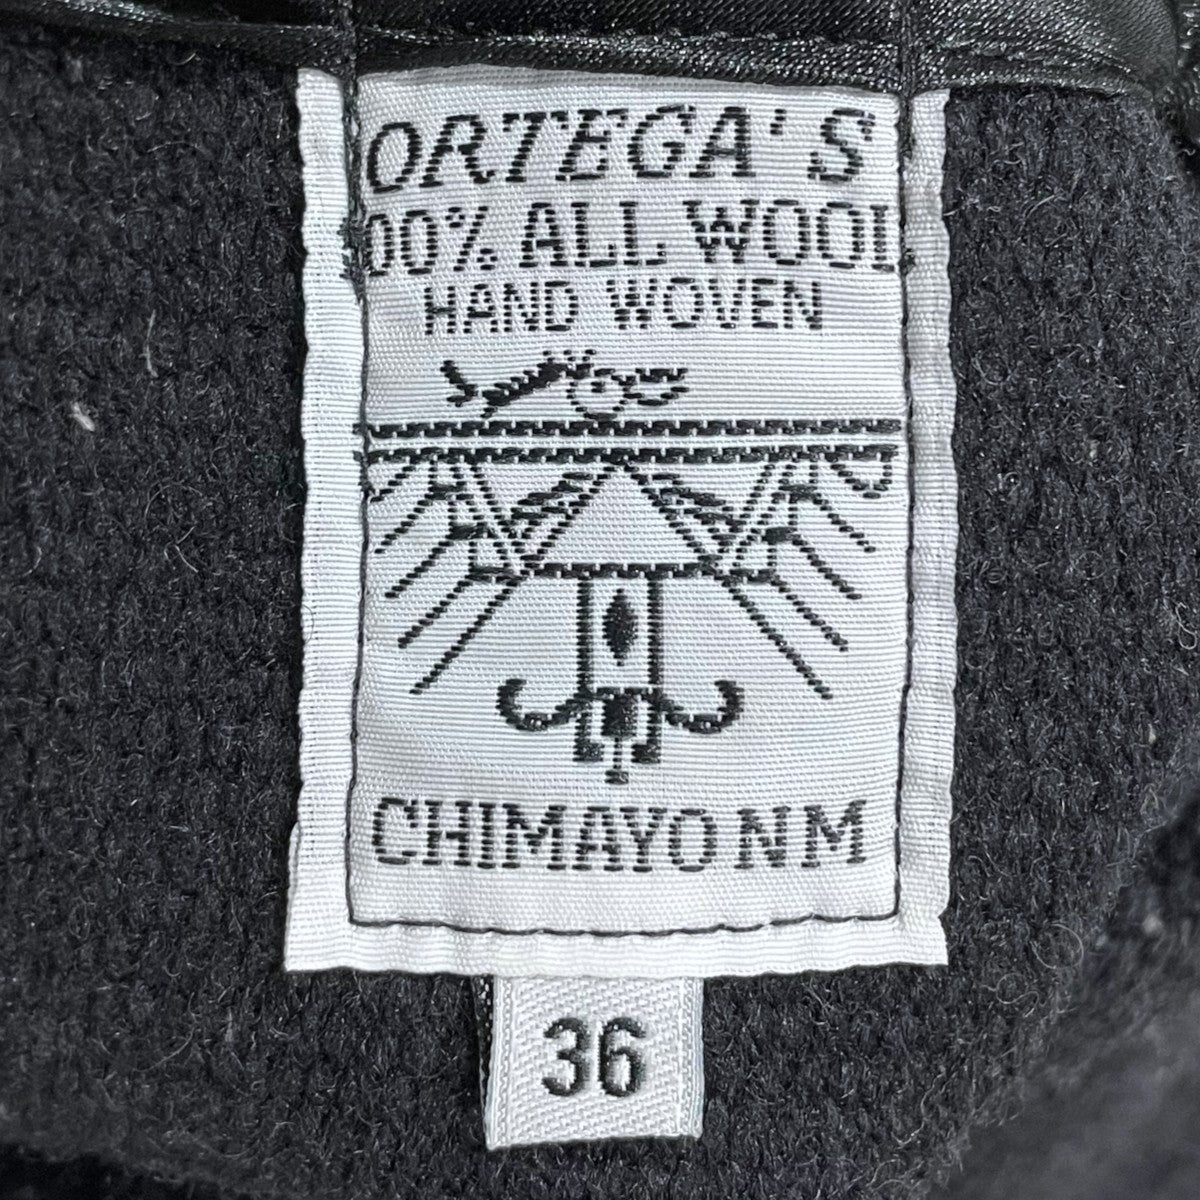 ORTEGA'S
100% ALL WOOL
HAND WOVEN
CHIMAYO NM
36